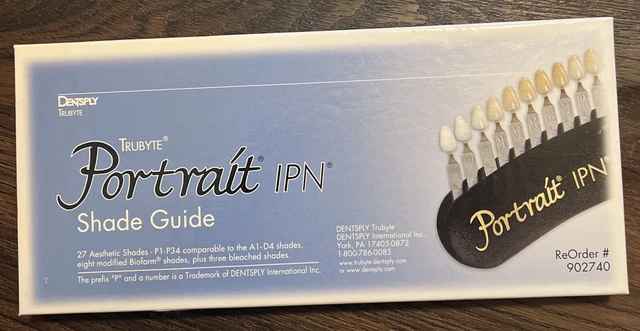 DENTSPLY
TRUBYTE
TRUBYTE®
Portrait® IPN®
Shade Guide
27 Aesthetic Shades - P1-P34 comparable to the A1-D4 shades,
eight modified Bioform® shades, plus three bleached shades.
The prefix "P" and a number is a Trademark of DENTSPLY International Inc.
DENTSPLY Trubyte
DENTSPLY International Inc.
York, PA 17405-0872
1-800-786-0085
www.trubyte.dentsply.com
or www.dentsply.com
Portrait® IPN
ReOrder #
902740